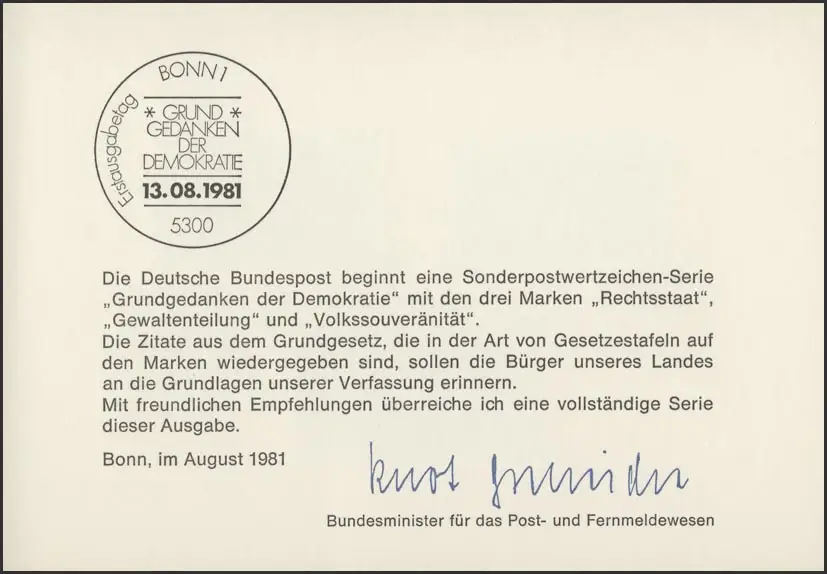 BONN 1
Erstausgabetag
* GRUND *
GEDANKEN
DER
DEMOKRATIE
13.08.1981
5300
Die Deutsche Bundespost beginnt eine Sonderpostwertzeichen-Serie
„Grundgedanken der Demokratie“ mit den drei Marken „Rechtsstaat“,
„Gewaltenteilung“ und „Volkssouveränität“.
Die Zitate aus dem Grundgesetz, die in der Art von Gesetzestafeln auf
den Marken wiedergegeben sind, sollen die Bürger unseres Landes
an die Grundlagen unserer Verfassung erinnern.
Mit freundlichen Empfehlungen überreiche ich eine vollständige Serie
dieser Ausgabe.
Bonn, im August 1981
Bundesminister für das Post- und Fernmeldewesen